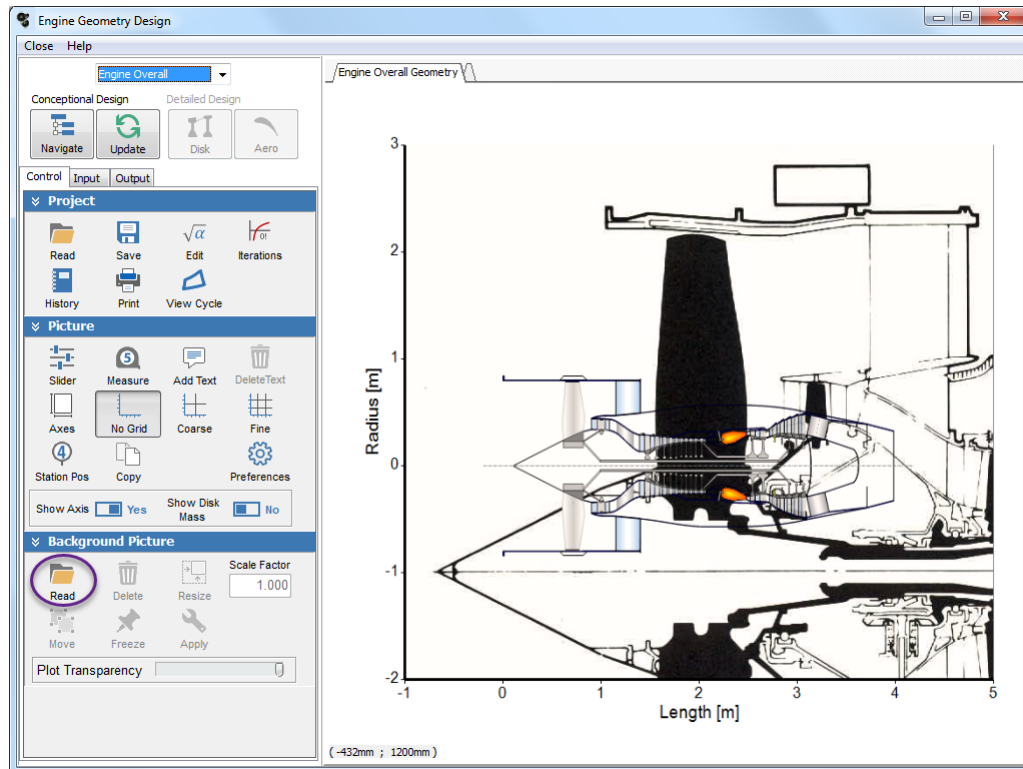 Engine Geometry Design
Close Help
Engine Overall
Conceptional Design Detailed Design
Navigate Update Disk Aero
Control Input Output
Project
Read Save Edit Iterations
History Print View Cycle
Picture
Slider Measure Add Text DeleteText
Axes No Grid Coarse Fine
Station Pos Copy Preferences
Show Axis Yes Show Disk Mass No
Background Picture
Read Delete Resize Scale Factor
1.000
Move Freeze Apply
Plot Transparency
Engine Overall Geometry
3
2
1
0
-1
-2
Radius [m]
-1 0 1 2 3 4 5
Length [m]
( -432mm ; 1200mm )